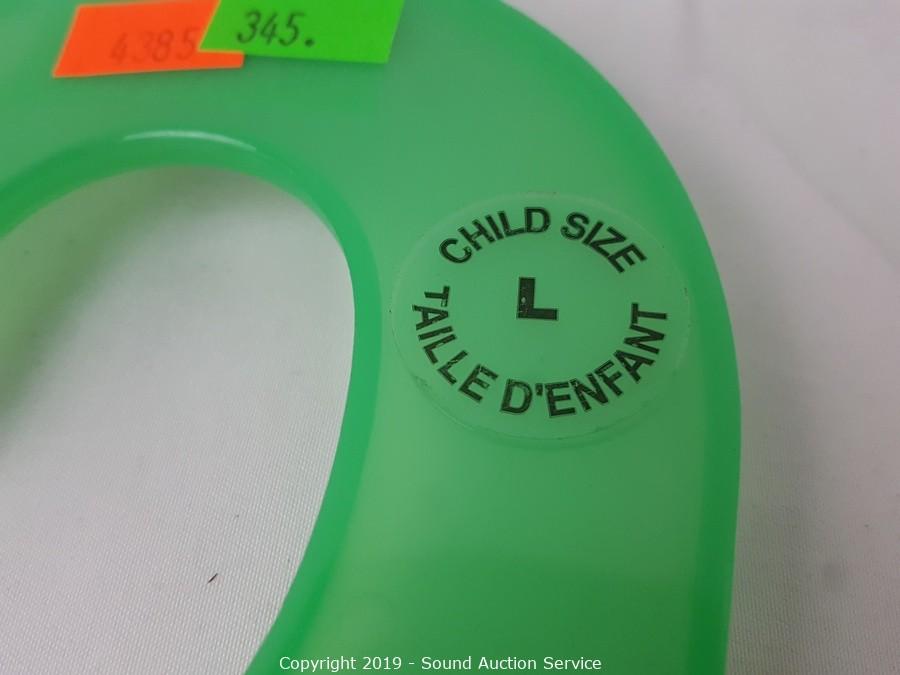 4385
345.
CHILD SIZE
L
TAILLE D'ENFANT
Copyright 2019 - Sound Auction Service